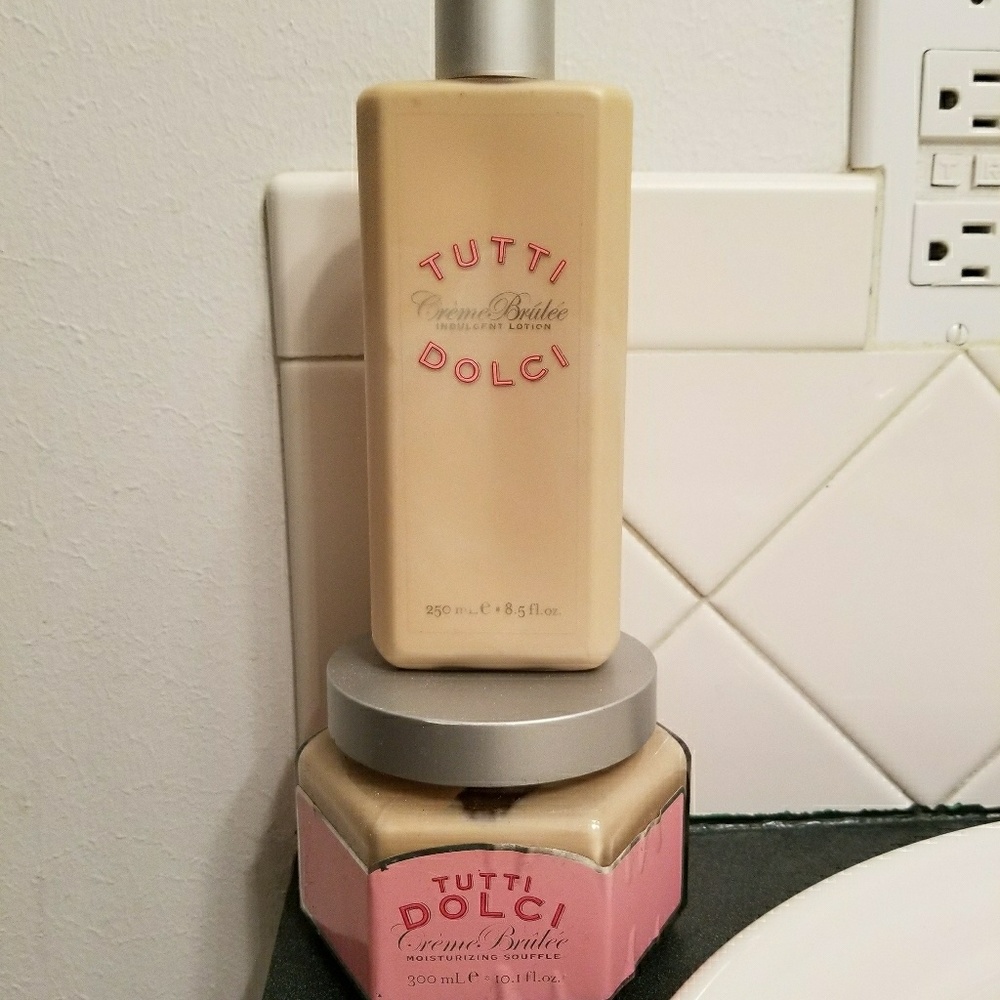 TUTTI
Crème Brûlée
INDULGENT LOTION
DOLCI
250 mL e • 8.5 fl.oz.
TUTTI
DOLCI
Crème Brûlée
MOISTURIZING SOUFFLE
300 mL e • 10.1 fl.oz.